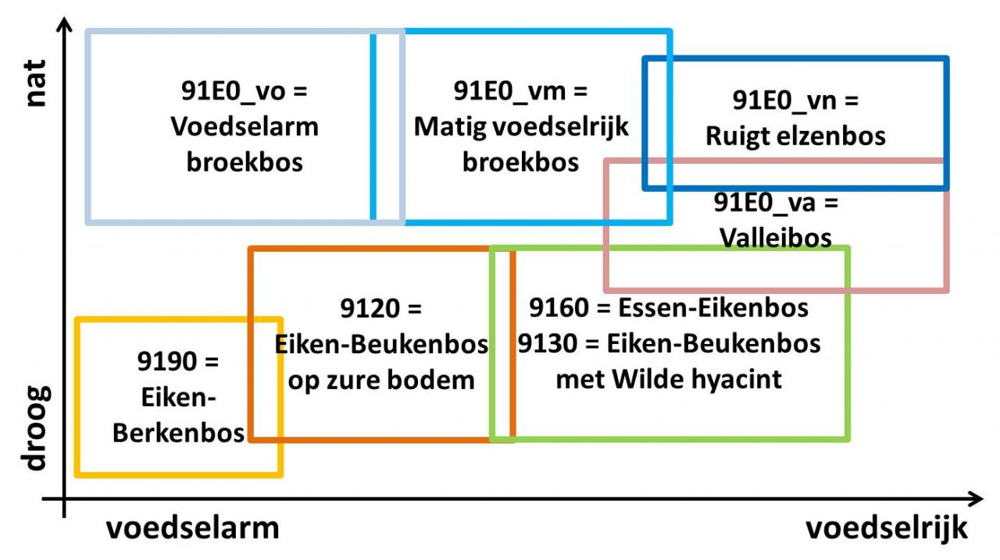 nat
91E0_vo =
Voedselarm
broekbos
91E0_vm =
Matig voedselrijk
broekbos
91E0_vn =
Ruigt elzenbos
91E0_va =
Valleibos
9120 =
Eiken-Beukenbos
op zure bodem
9160 = Essen-Eikenbos
9130 = Eiken-Beukenbos
met Wilde hyacint
9190 =
Eiken-
Berkenbos
droog
voedselarm
voedselrijk